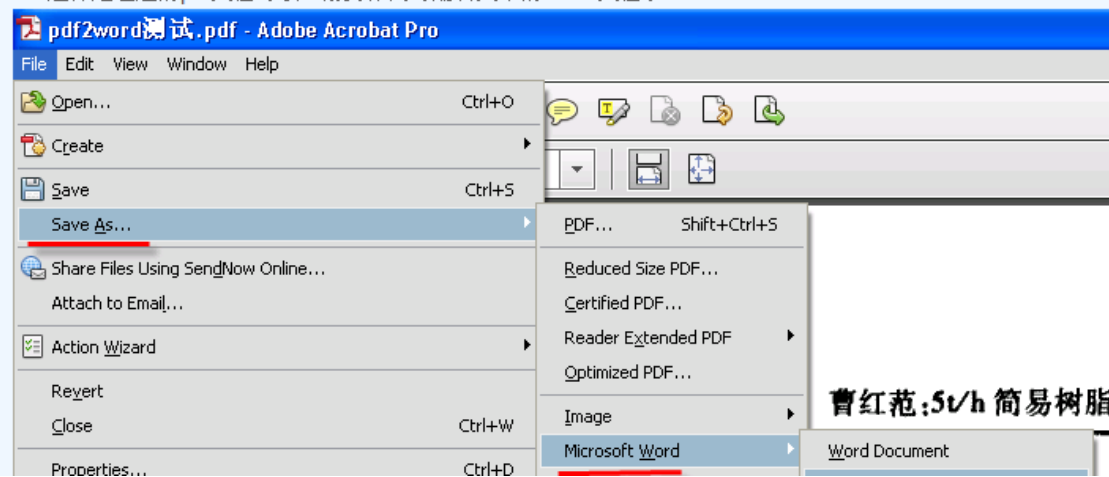 pdf2word测试.pdf - Adobe Acrobat Pro
File Edit View Window Help
Open... Ctrl+O
Create
Save Ctrl+S
Save As...
PDF... Shift+Ctrl+S
Share Files Using SendNow Online...
Reduced Size PDF...
Attach to Email...
Certified PDF...
Action Wizard
Reader Extended PDF
Optimized PDF...
Revert
Image
曹红范:5t/h 简易树脂
Close Ctrl+W
Microsoft Word
Word Document
Properties... Ctrl+D